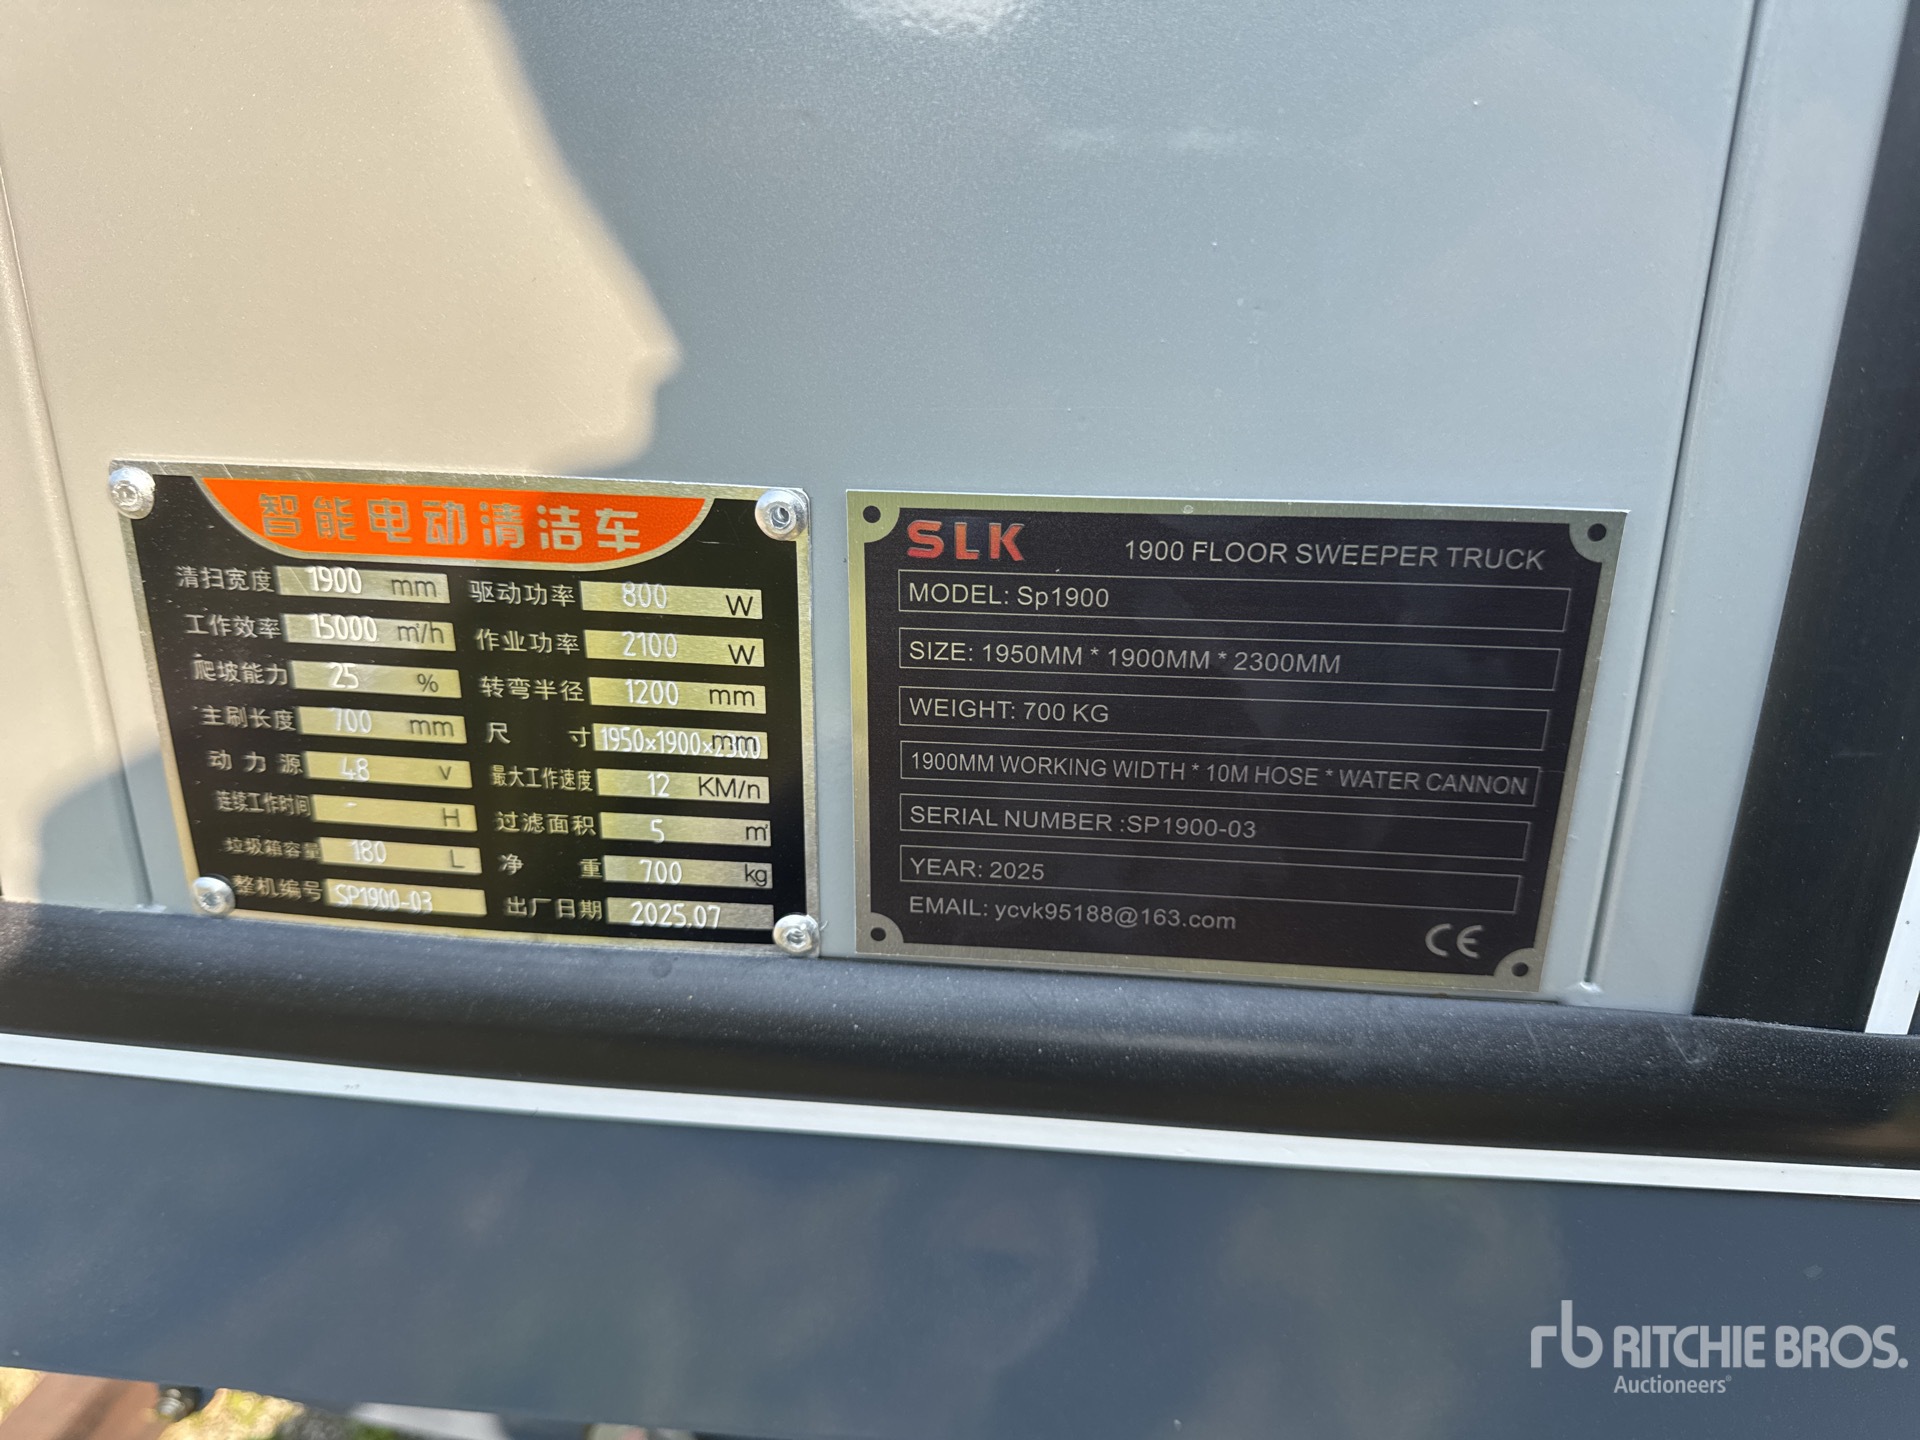 智能电动清洁车
清扫宽度 1900 mm 驱动功率 800 W
工作效率 15000 m²/h 作业功率 2100 W
爬坡能力 25 % 转弯半径 1200 mm
主刷长度 700 mm 尺 寸 1950×1900×2300 mm
动力源 48 V 最大工作速度 12 KM/n
连续工作时间 - H 过滤面积 5 m²
垃圾箱容量 180 L 净 重 700 kg
整机编号 SP1900-03 出厂日期 2025.07
SLK 1900 FLOOR SWEEPER TRUCK
MODEL: Sp1900
SIZE: 1950MM * 1900MM * 2300MM
WEIGHT: 700 KG
1900MM WORKING WIDTH * 10M HOSE * WATER CANNON
SERIAL NUMBER :SP1900-03
YEAR: 2025
EMAIL: ycvk95188@163.com
CE
rb RITCHIE BROS.
Auctioneers®